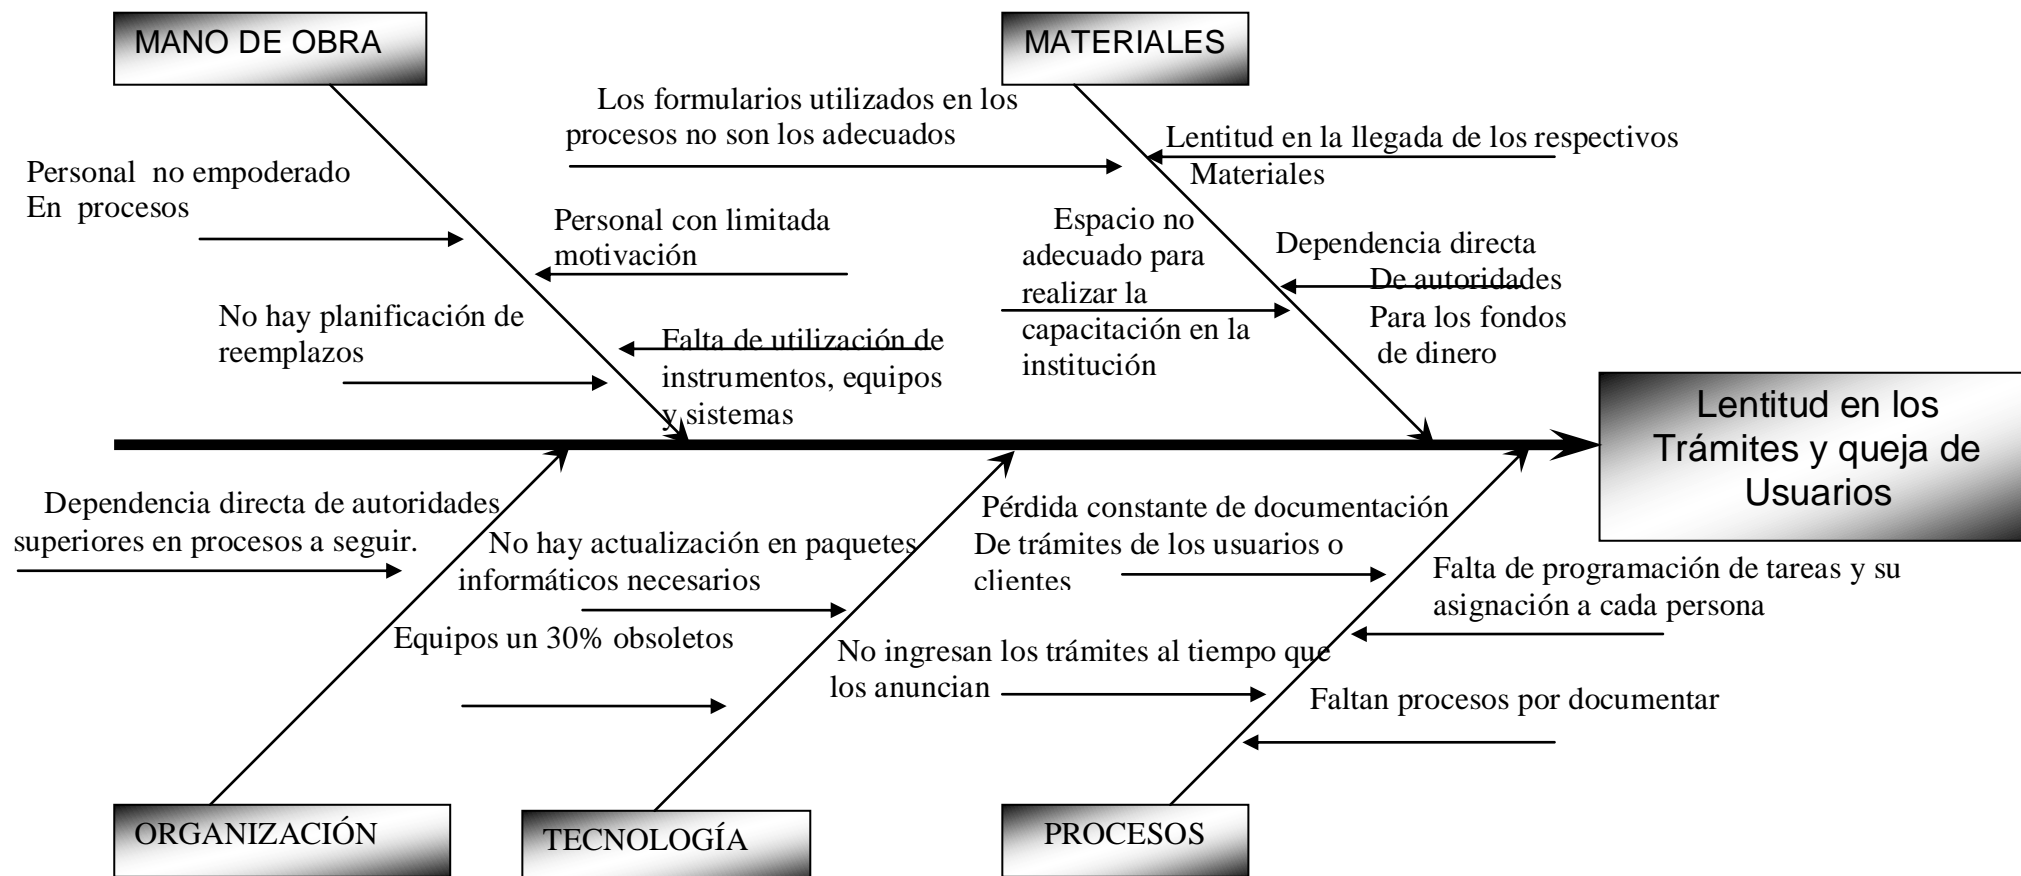 MANO DE OBRA
MATERIALES
Los formularios utilizados en los
procesos no son los adecuados
Lentitud en la llegada de los respectivos
Materiales
Personal no empoderado
En procesos
Personal con limitada
motivación
Espacio no
adecuado para
realizar la
capacitación en la
institución
Dependencia directa
De autoridades
Para los fondos
de dinero
No hay planificación de
reemplazos
Falta de utilización de
instrumentos, equipos
y sistemas
Lentitud en los
Trámites y queja de
Usuarios
Dependencia directa de autoridades
superiores en procesos a seguir.
No hay actualización en paquetes
informáticos necesarios
Equipos un 30% obsoletos
Pérdida constante de documentación
De trámites de los usuarios o
clientes
Falta de programación de tareas y su
asignación a cada persona
No ingresan los trámites al tiempo que
los anuncian
Faltan procesos por documentar
ORGANIZACIÓN
TECNOLOGÍA
PROCESOS